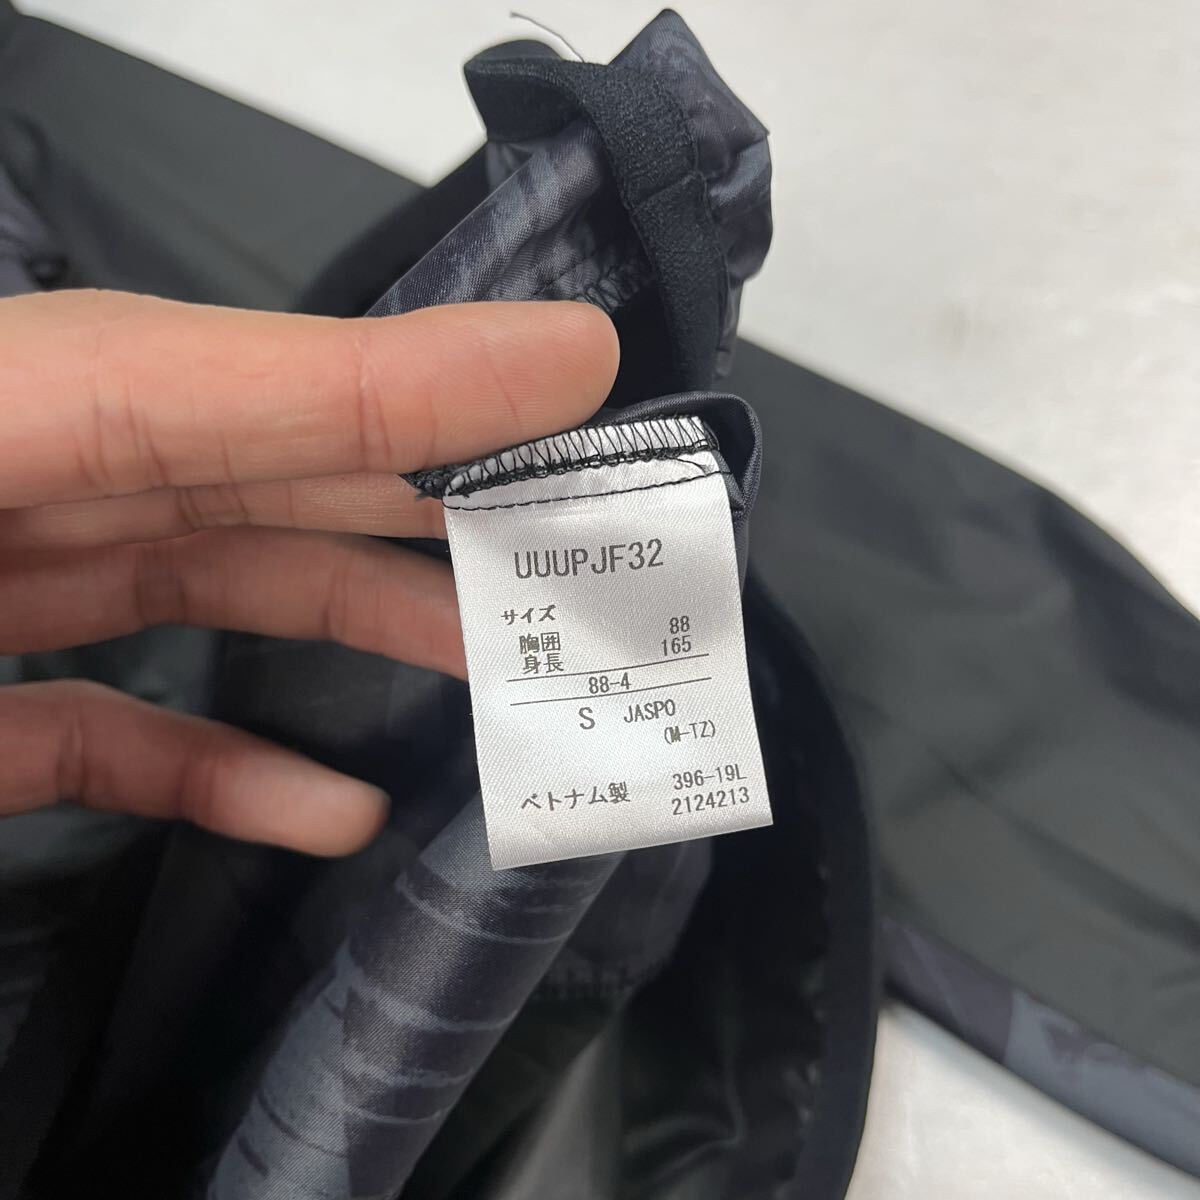 UUUPJF32
サイズ
胸囲 88
身長 165
88-4
S JASPO
(M-TZ)
396-19L
ベトナム製 2124213